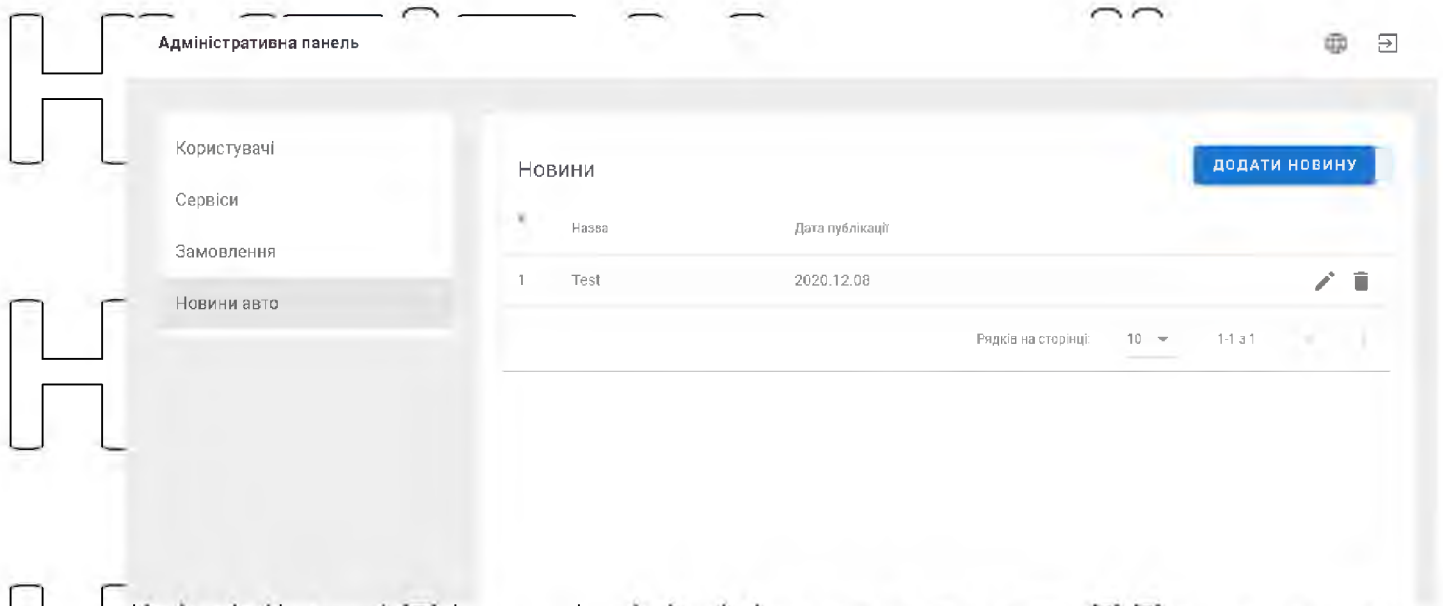 Адміністративна панель
Користувачі
Сервіси
Замовлення
Новини авто
Новини
ДОДАТИ НОВИНУ
Назва Дата публікації
1 Test 2020.12.08
Рядків на сторінці: 10 1-1 з 1